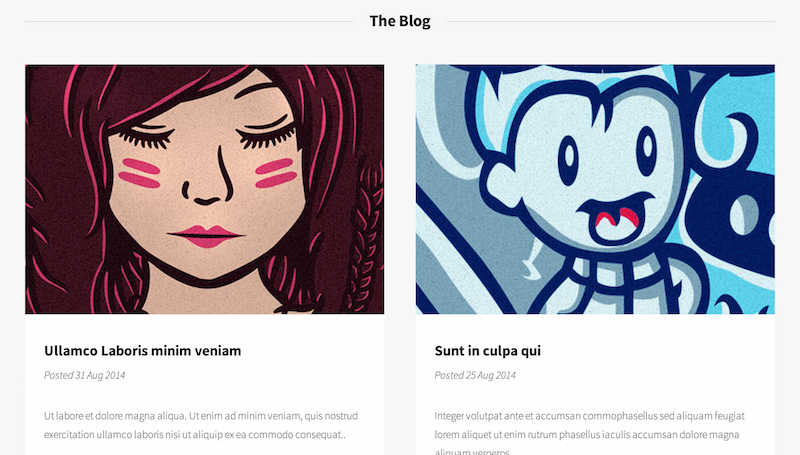 The Blog
Ullamco Laboris minim veniam
Posted 31 Aug 2014
Ut labore et dolore magna aliqua. Ut enim ad minim veniam, quis nostrud
exercitation ullamco laboris nisi ut aliquip ex ea commodo consequat..
Sunt in culpa qui
Posted 25 Aug 2014
Integer volutpat ante et accumsan commophasellus sed aliquam feugiat
lorem aliquet ut enim rutrum phasellus iaculis accumsan dolore magna
aliquam veroeros